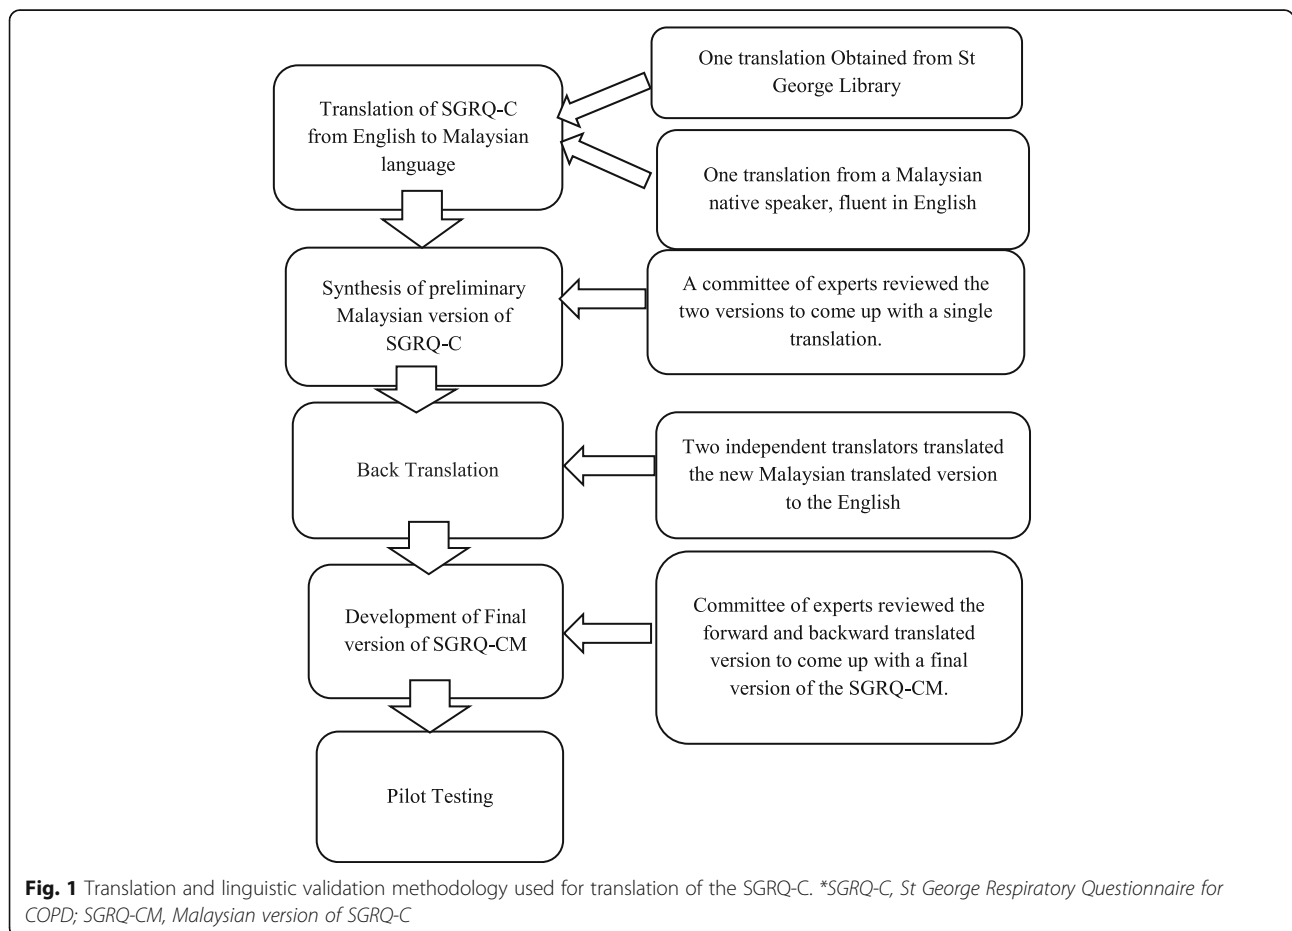 One translation Obtained from St
George Library
Translation of SGRQ-C
from English to Malaysian
language
One translation from a Malaysian
native speaker, fluent in English
Synthesis of preliminary
Malaysian version of
SGRQ-C
A committee of experts reviewed the
two versions to come up with a single
translation.
Back Translation
Two independent translators translated
the new Malaysian translated version
to the English
Development of Final
version of SGRQ-CM
Committee of experts reviewed the
forward and backward translated
version to come up with a final
version of the SGRQ-CM.
Pilot Testing
Fig. 1 Translation and linguistic validation methodology used for translation of the SGRQ-C. *SGRQ-C, St George Respiratory Questionnaire for
COPD; SGRQ-CM, Malaysian version of SGRQ-C